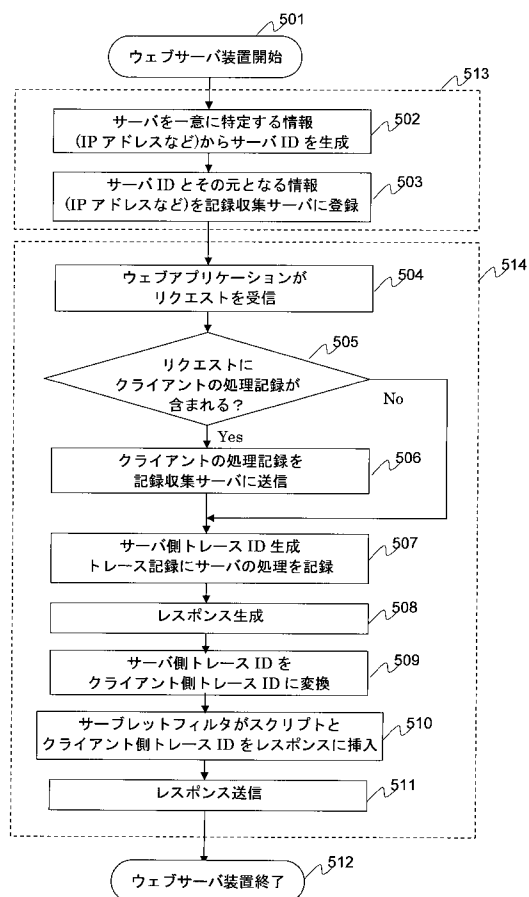 501
ウェブサーバ装置開始
513
サーバを一意に特定する情報
(IP アドレスなど)からサーバ ID を生成
502
サーバ ID とその元となる情報
(IP アドレスなど)を記録収集サーバに登録
503
514
ウェブアプリケーションが
リクエストを受信
504
505
リクエストに
クライアントの処理記録が
含まれる？
No
Yes
クライアントの処理記録を
記録収集サーバに送信
506
サーバ側トレース ID 生成
トレース記録にサーバの処理を記録
507
レスポンス生成
508
サーバ側トレース ID を
クライアント側トレース ID に変換
509
サーブレットフィルタがスクリプトと
クライアント側トレース ID をレスポンスに挿入
510
レスポンス送信
511
ウェブサーバ装置終了
512